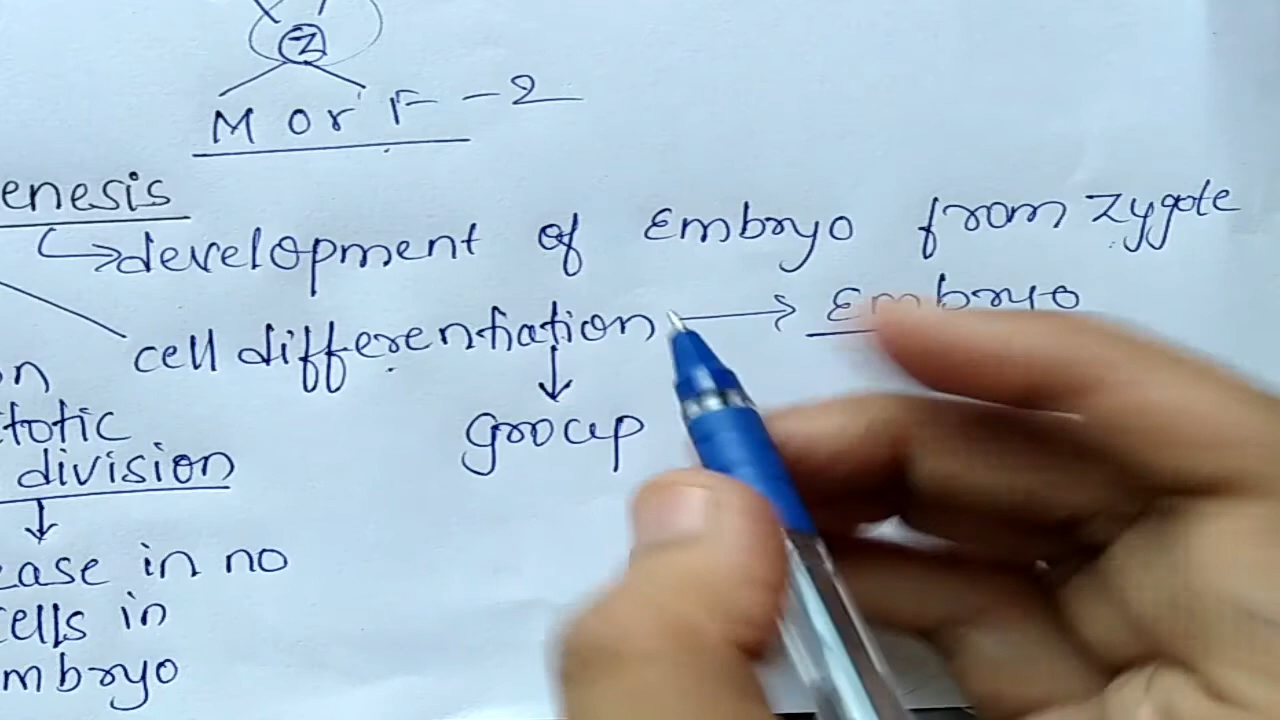 Z
M or F - 2
enesis
↳ development of Embryo from zygote
cell differentiation → Embryo
on
totic
division
↓
group
ease in no
cells in
mbryo